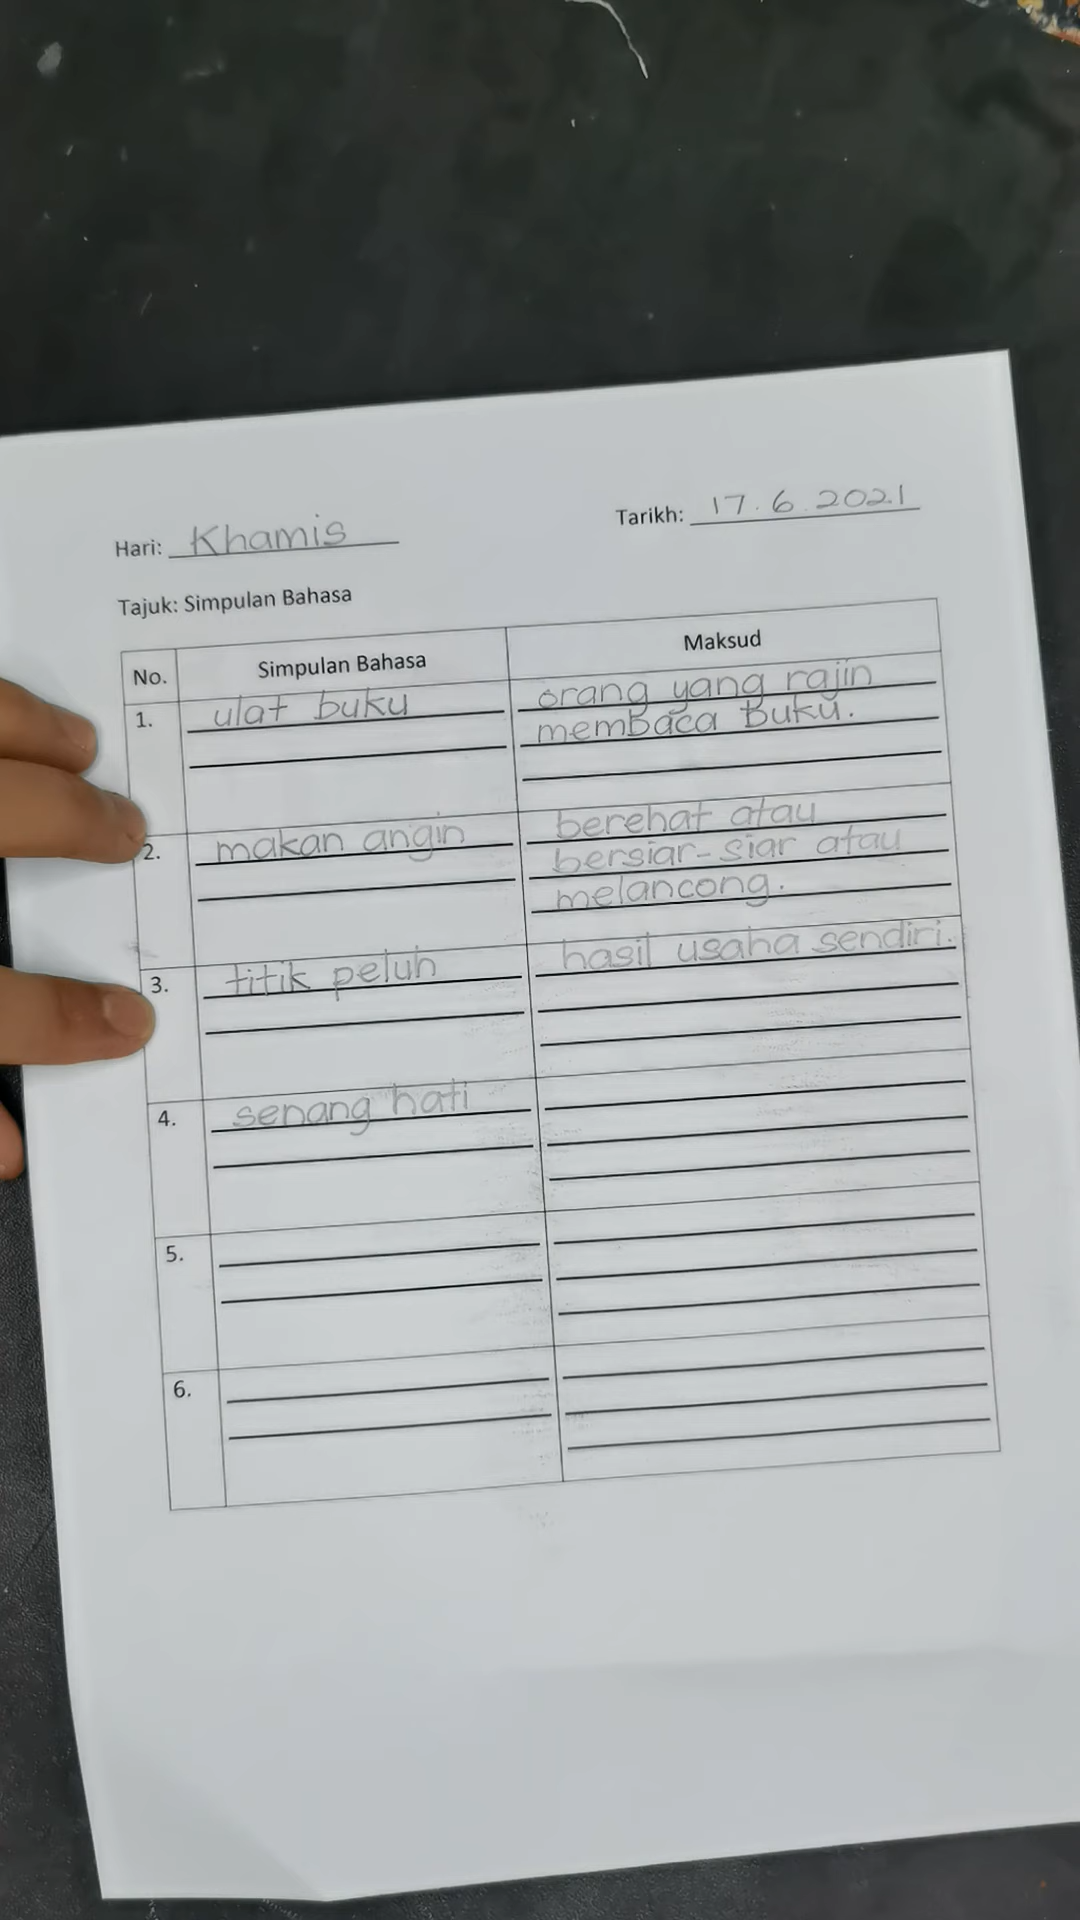 Hari: Khamis
Tarikh: 17.6.2021
Tajuk: Simpulan Bahasa
No. Simpulan Bahasa Maksud
1. ulat buku
orang yang rajin
membaca Buku.
2. makan angin
berehat atau
bersiar-siar atau
melancong.
3. titik peluh
hasil usaha sendiri.
4. senang hati
5.
6.